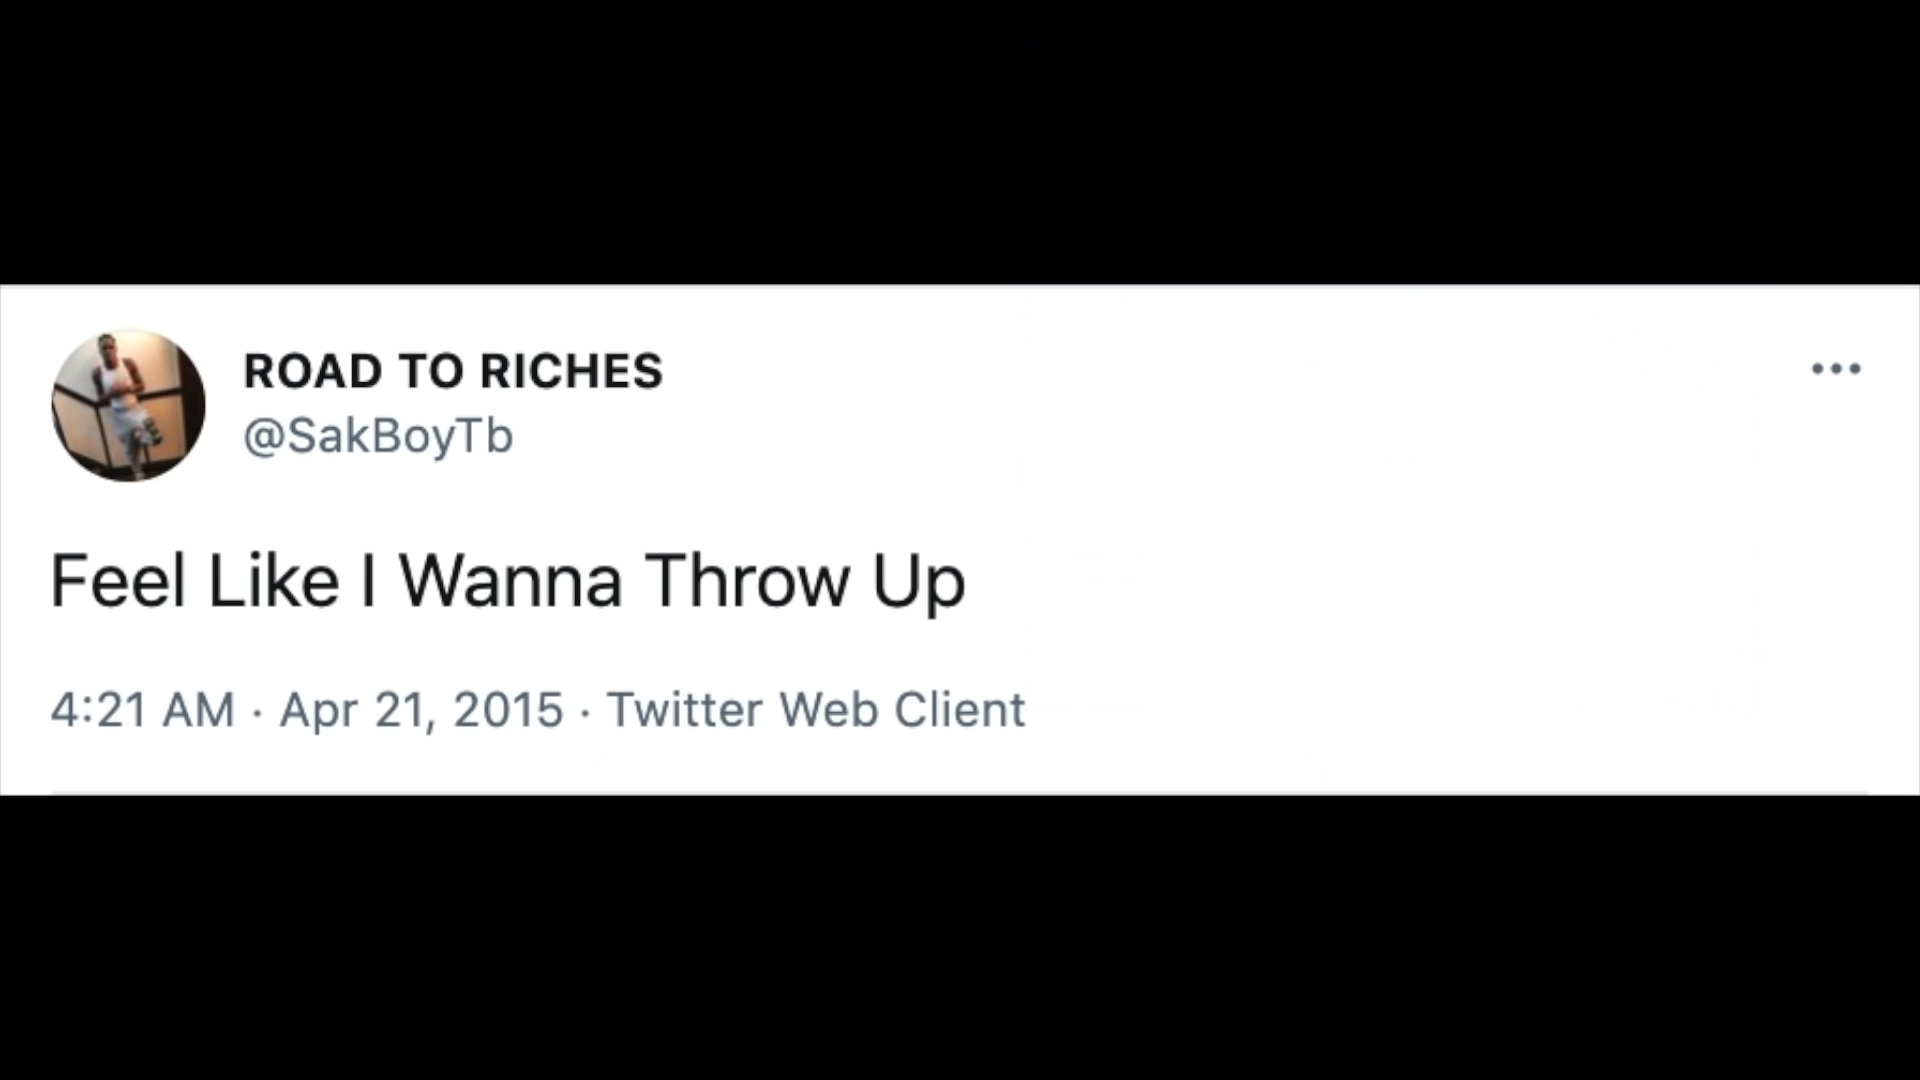 ROAD TO RICHES
@SakBoyTb
Feel Like I Wanna Throw Up
4:21 AM · Apr 21, 2015 · Twitter Web Client